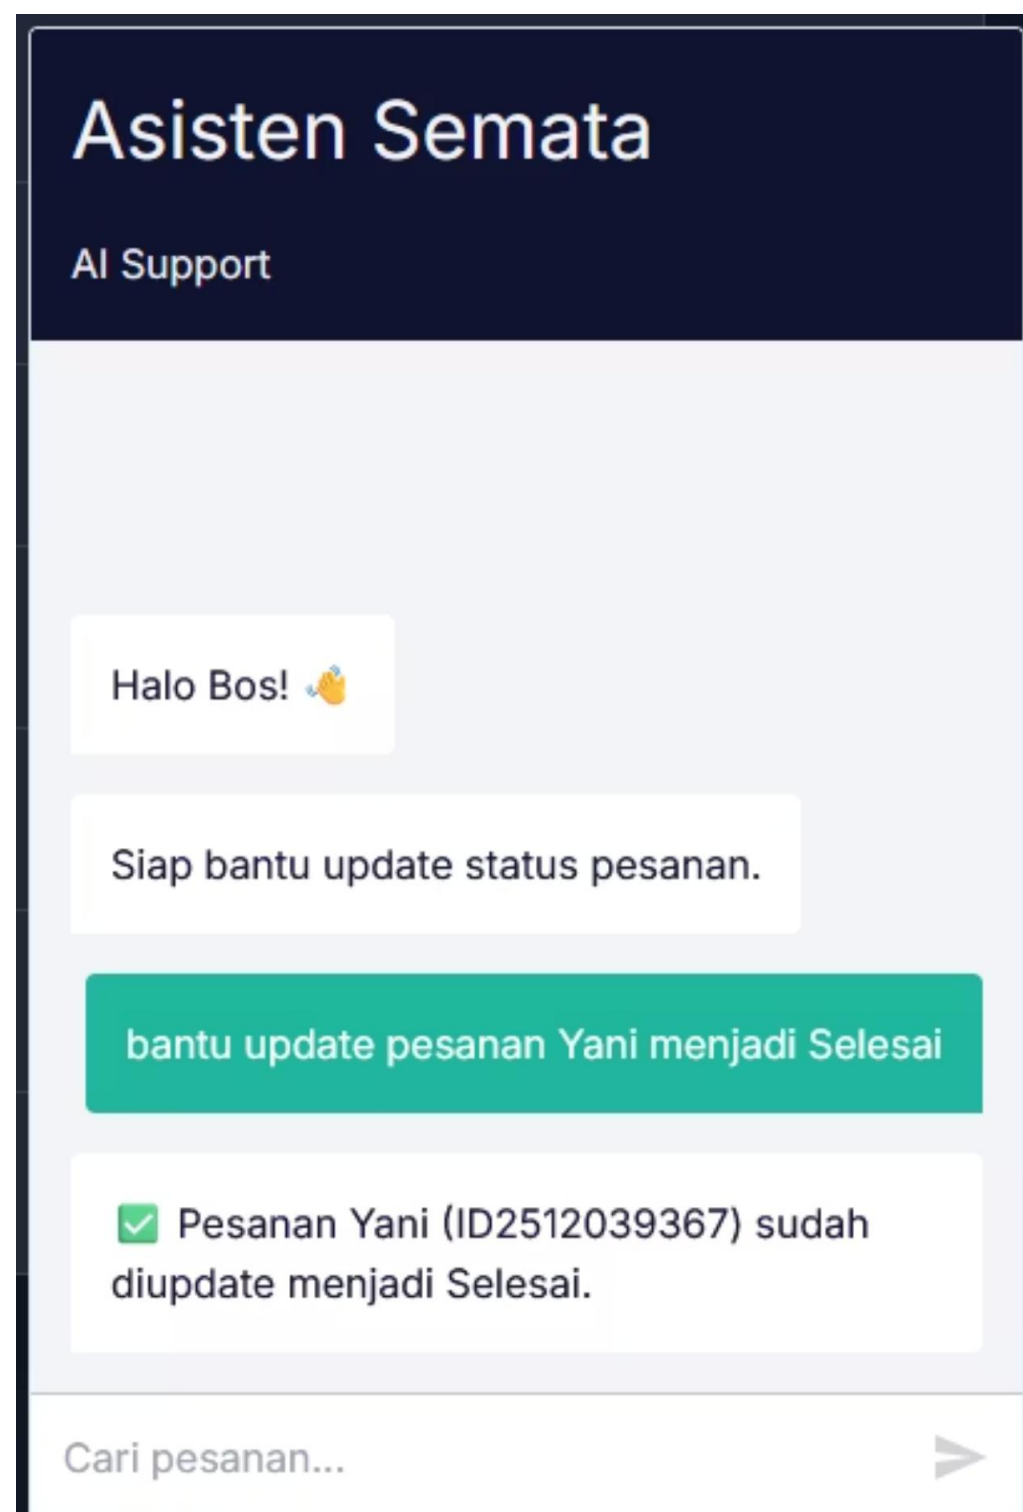 Asisten Semata
AI Support
Halo Bos! 👋
Siap bantu update status pesanan.
bantu update pesanan Yani menjadi Selesai
✅ Pesanan Yani (ID2512039367) sudah
diupdate menjadi Selesai.
Cari pesanan...